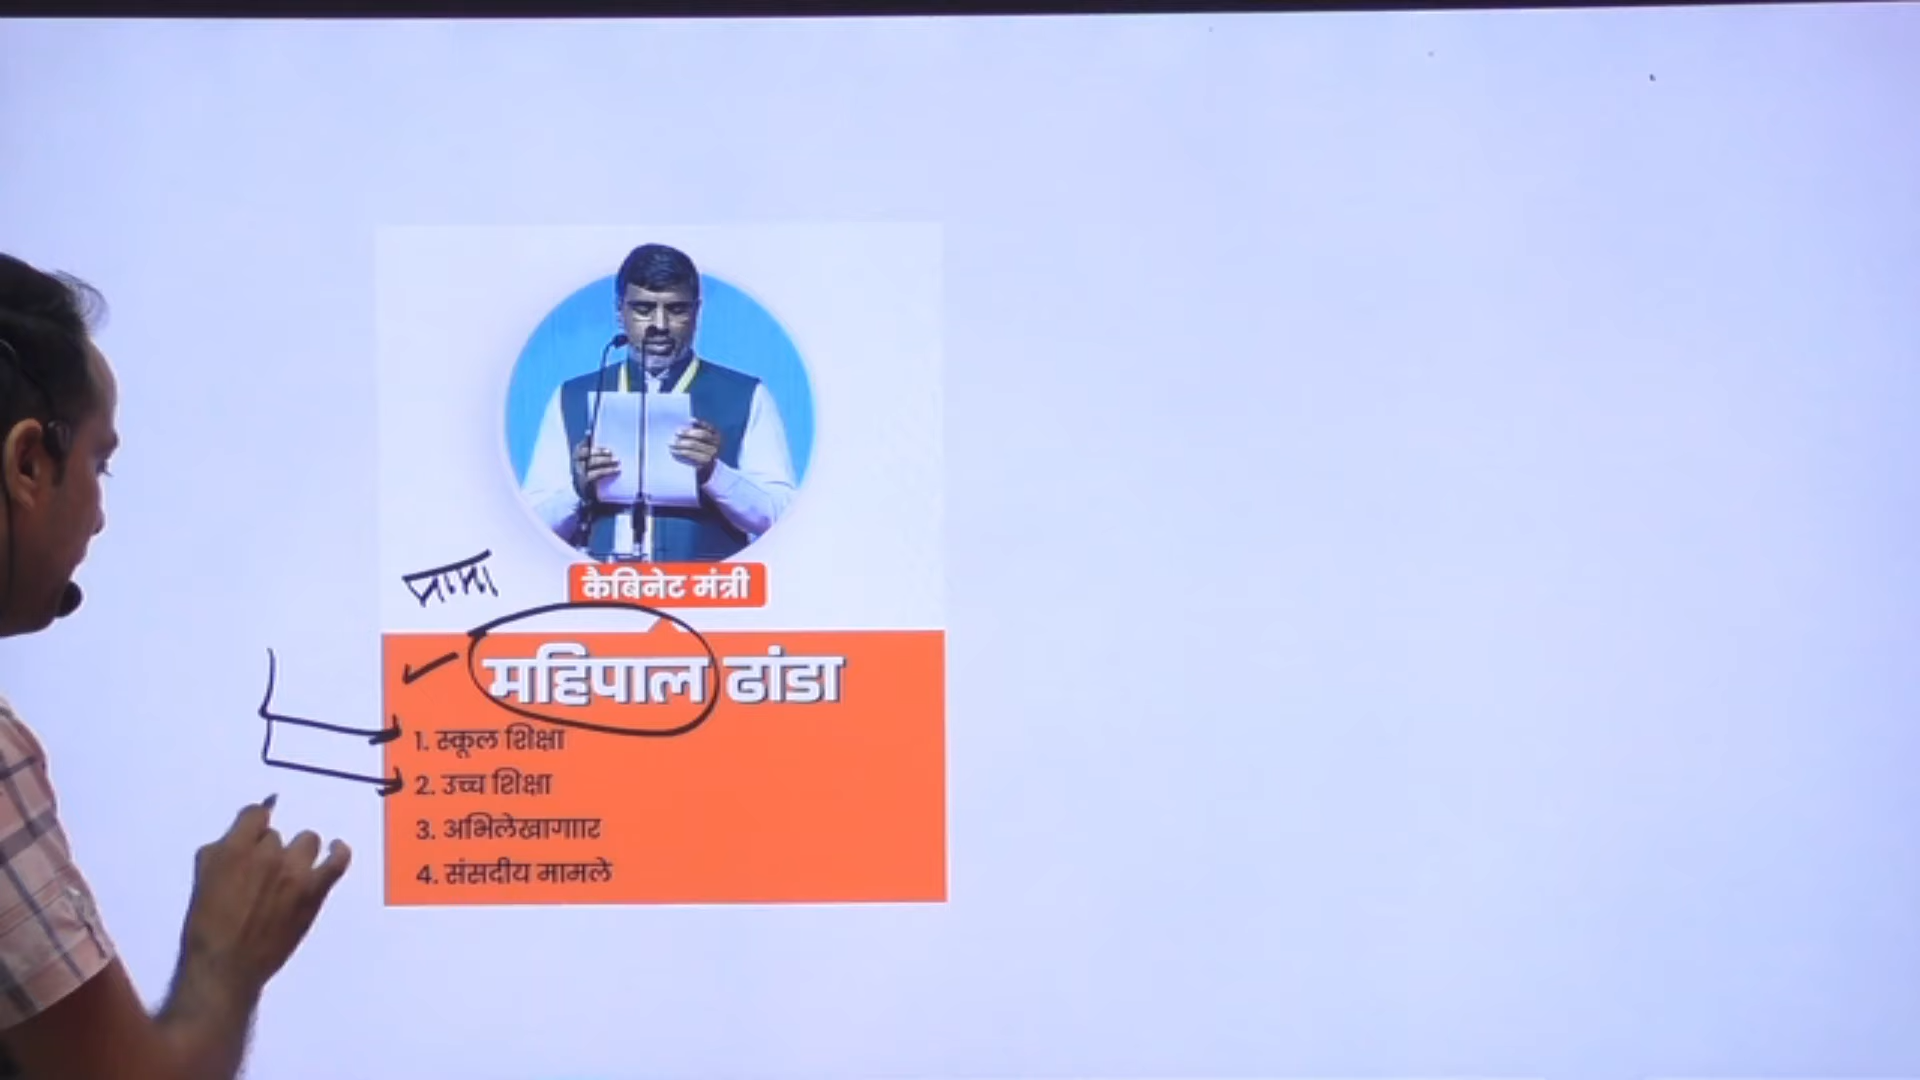 कैबिनेट मंत्री
महिपाल ढांडा
1. स्कूल शिक्षा
2. उच्च शिक्षा
3. अभिलेखागाार
4. संसदीय मामले